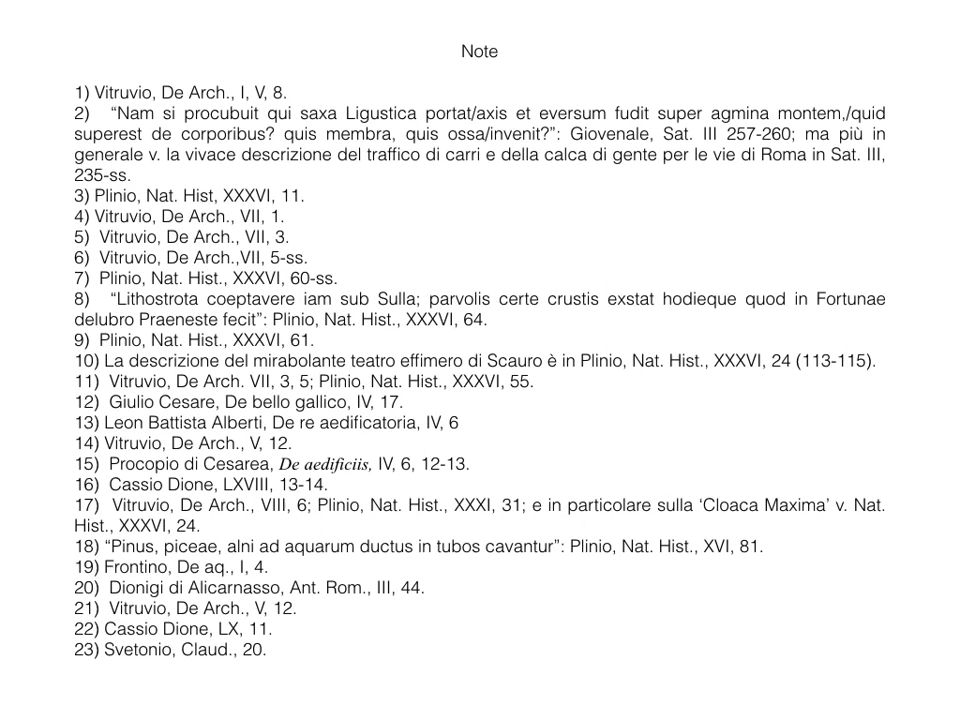 Note
1) Vitruvio, De Arch., I, V, 8.
2) “Nam si procubuit qui saxa Ligustica portat/axis et eversum fudit super agmina montem,/quid
superest de corporibus? quis membra, quis ossa/invenit?”: Giovenale, Sat. III 257-260; ma più in
generale v. la vivace descrizione del traffico di carri e della calca di gente per le vie di Roma in Sat. III,
235-ss.
3) Plinio, Nat. Hist, XXXVI, 11.
4) Vitruvio, De Arch., VII, 1.
5) Vitruvio, De Arch., VII, 3.
6) Vitruvio, De Arch.,VII, 5-ss.
7) Plinio, Nat. Hist., XXXVI, 60-ss.
8) “Lithostrota coeptavere iam sub Sulla; parvolis certe crustis exstat hodieque quod in Fortunae
delubro Praeneste fecit”: Plinio, Nat. Hist., XXXVI, 64.
9) Plinio, Nat. Hist., XXXVI, 61.
10) La descrizione del mirabolante teatro effimero di Scauro è in Plinio, Nat. Hist., XXXVI, 24 (113-115).
11) Vitruvio, De Arch. VII, 3, 5; Plinio, Nat. Hist., XXXVI, 55.
12) Giulio Cesare, De bello gallico, IV, 17.
13) Leon Battista Alberti, De re aedificatoria, IV, 6
14) Vitruvio, De Arch., V, 12.
15) Procopio di Cesarea, De aedificiis, IV, 6, 12-13.
16) Cassio Dione, LXVIII, 13-14.
17) Vitruvio, De Arch., VIII, 6; Plinio, Nat. Hist., XXXI, 31; e in particolare sulla ‘Cloaca Maxima’ v. Nat.
Hist., XXXVI, 24.
18) “Pinus, piceae, alni ad aquarum ductus in tubos cavantur”: Plinio, Nat. Hist., XVI, 81.
19) Frontino, De aq., I, 4.
20) Dionigi di Alicarnasso, Ant. Rom., III, 44.
21) Vitruvio, De Arch., V, 12.
22) Cassio Dione, LX, 11.
23) Svetonio, Claud., 20.